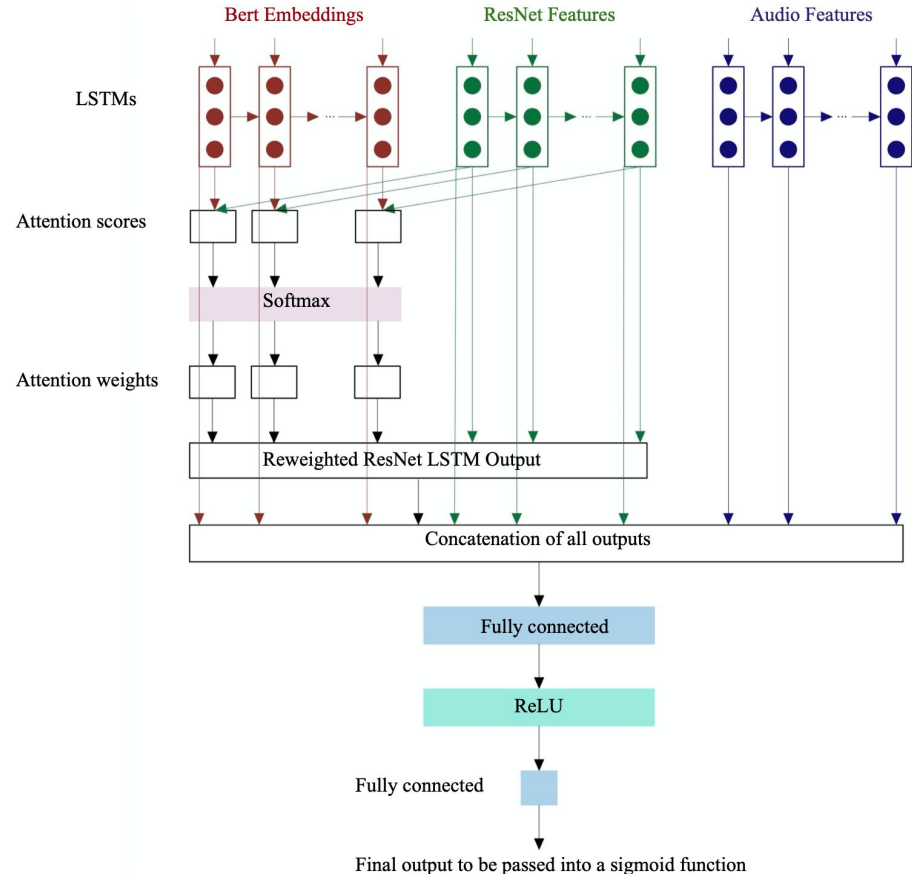 Bert Embeddings
ResNet Features
Audio Features
LSTMs
...
...
...
Attention scores
Softmax
Attention weights
Reweighted ResNet LSTM Output
Concatenation of all outputs
Fully connected
ReLU
Fully connected
Final output to be passed into a sigmoid function